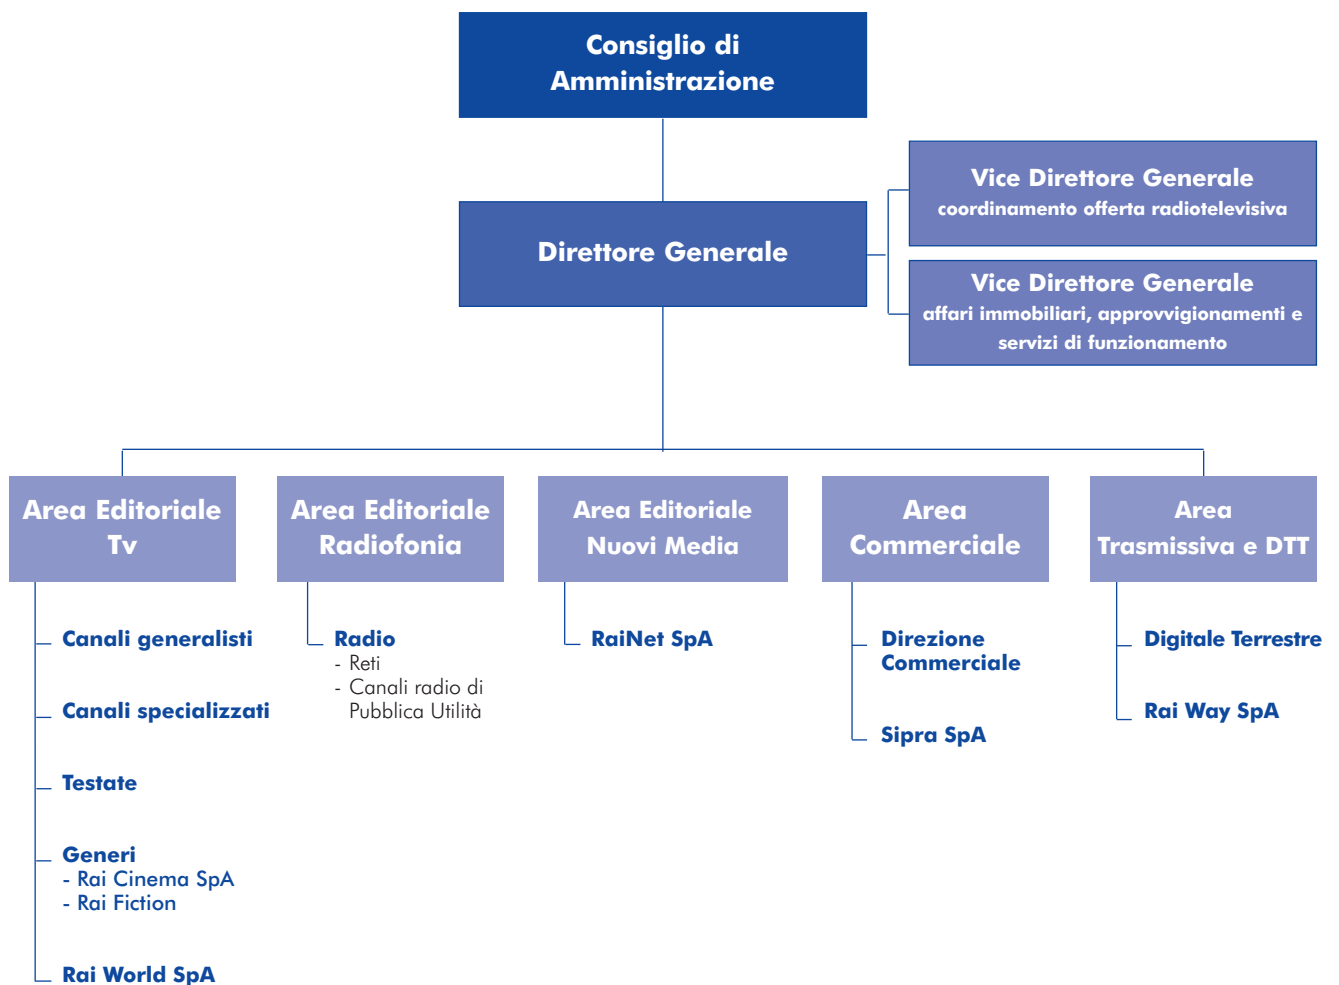 Consiglio di
Amministrazione
Vice Direttore Generale
coordinamento offerta radiotelevisiva
Direttore Generale
Vice Direttore Generale
affari immobiliari, approvvigionamenti e
servizi di funzionamento
Area Editoriale
Tv
Area Editoriale
Radiofonia
Area Editoriale
Nuovi Media
Area
Commerciale
Area
Trasmissiva e DTT
Canali generalisti
Canali specializzati
Testate
Generi
- Rai Cinema SpA
- Rai Fiction
Rai World SpA
Radio
- Reti
- Canali radio di
Pubblica Utilità
RaiNet SpA
Direzione
Commerciale
Sipra SpA
Digitale Terrestre
Rai Way SpA